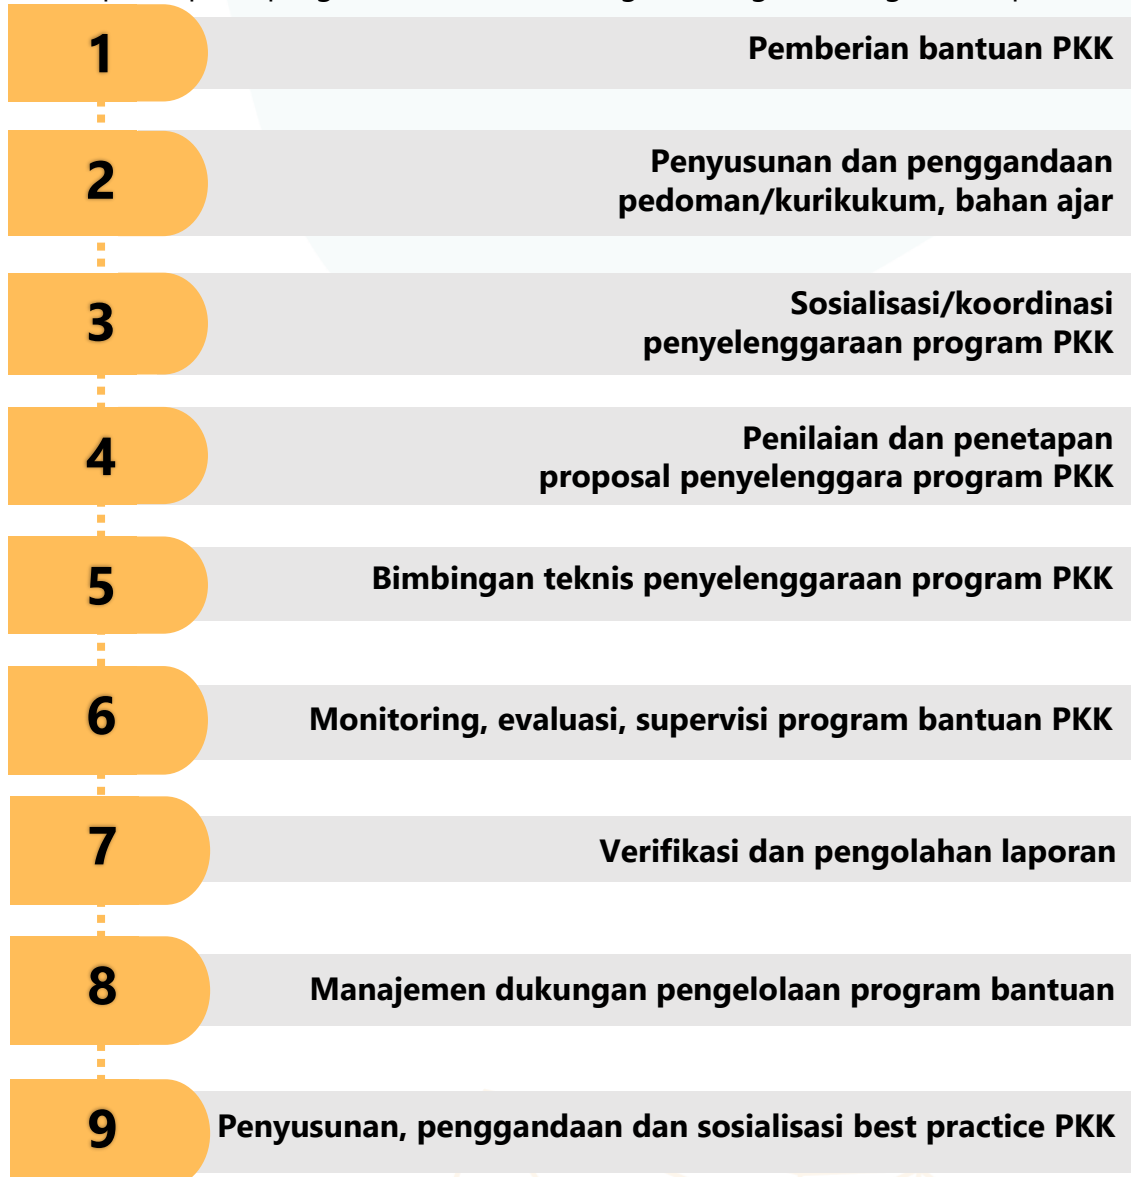 1
Pemberian bantuan PKK
2
Penyusunan dan penggandaan
pedoman/kurikukum, bahan ajar
3
Sosialisasi/koordinasi
penyelenggaraan program PKK
4
Penilaian dan penetapan
proposal penyelenggara program PKK
5
Bimbingan teknis penyelenggaraan program PKK
6
Monitoring, evaluasi, supervisi program bantuan PKK
7
Verifikasi dan pengolahan laporan
8
Manajemen dukungan pengelolaan program bantuan
9
Penyusunan, penggandaan dan sosialisasi best practice PKK